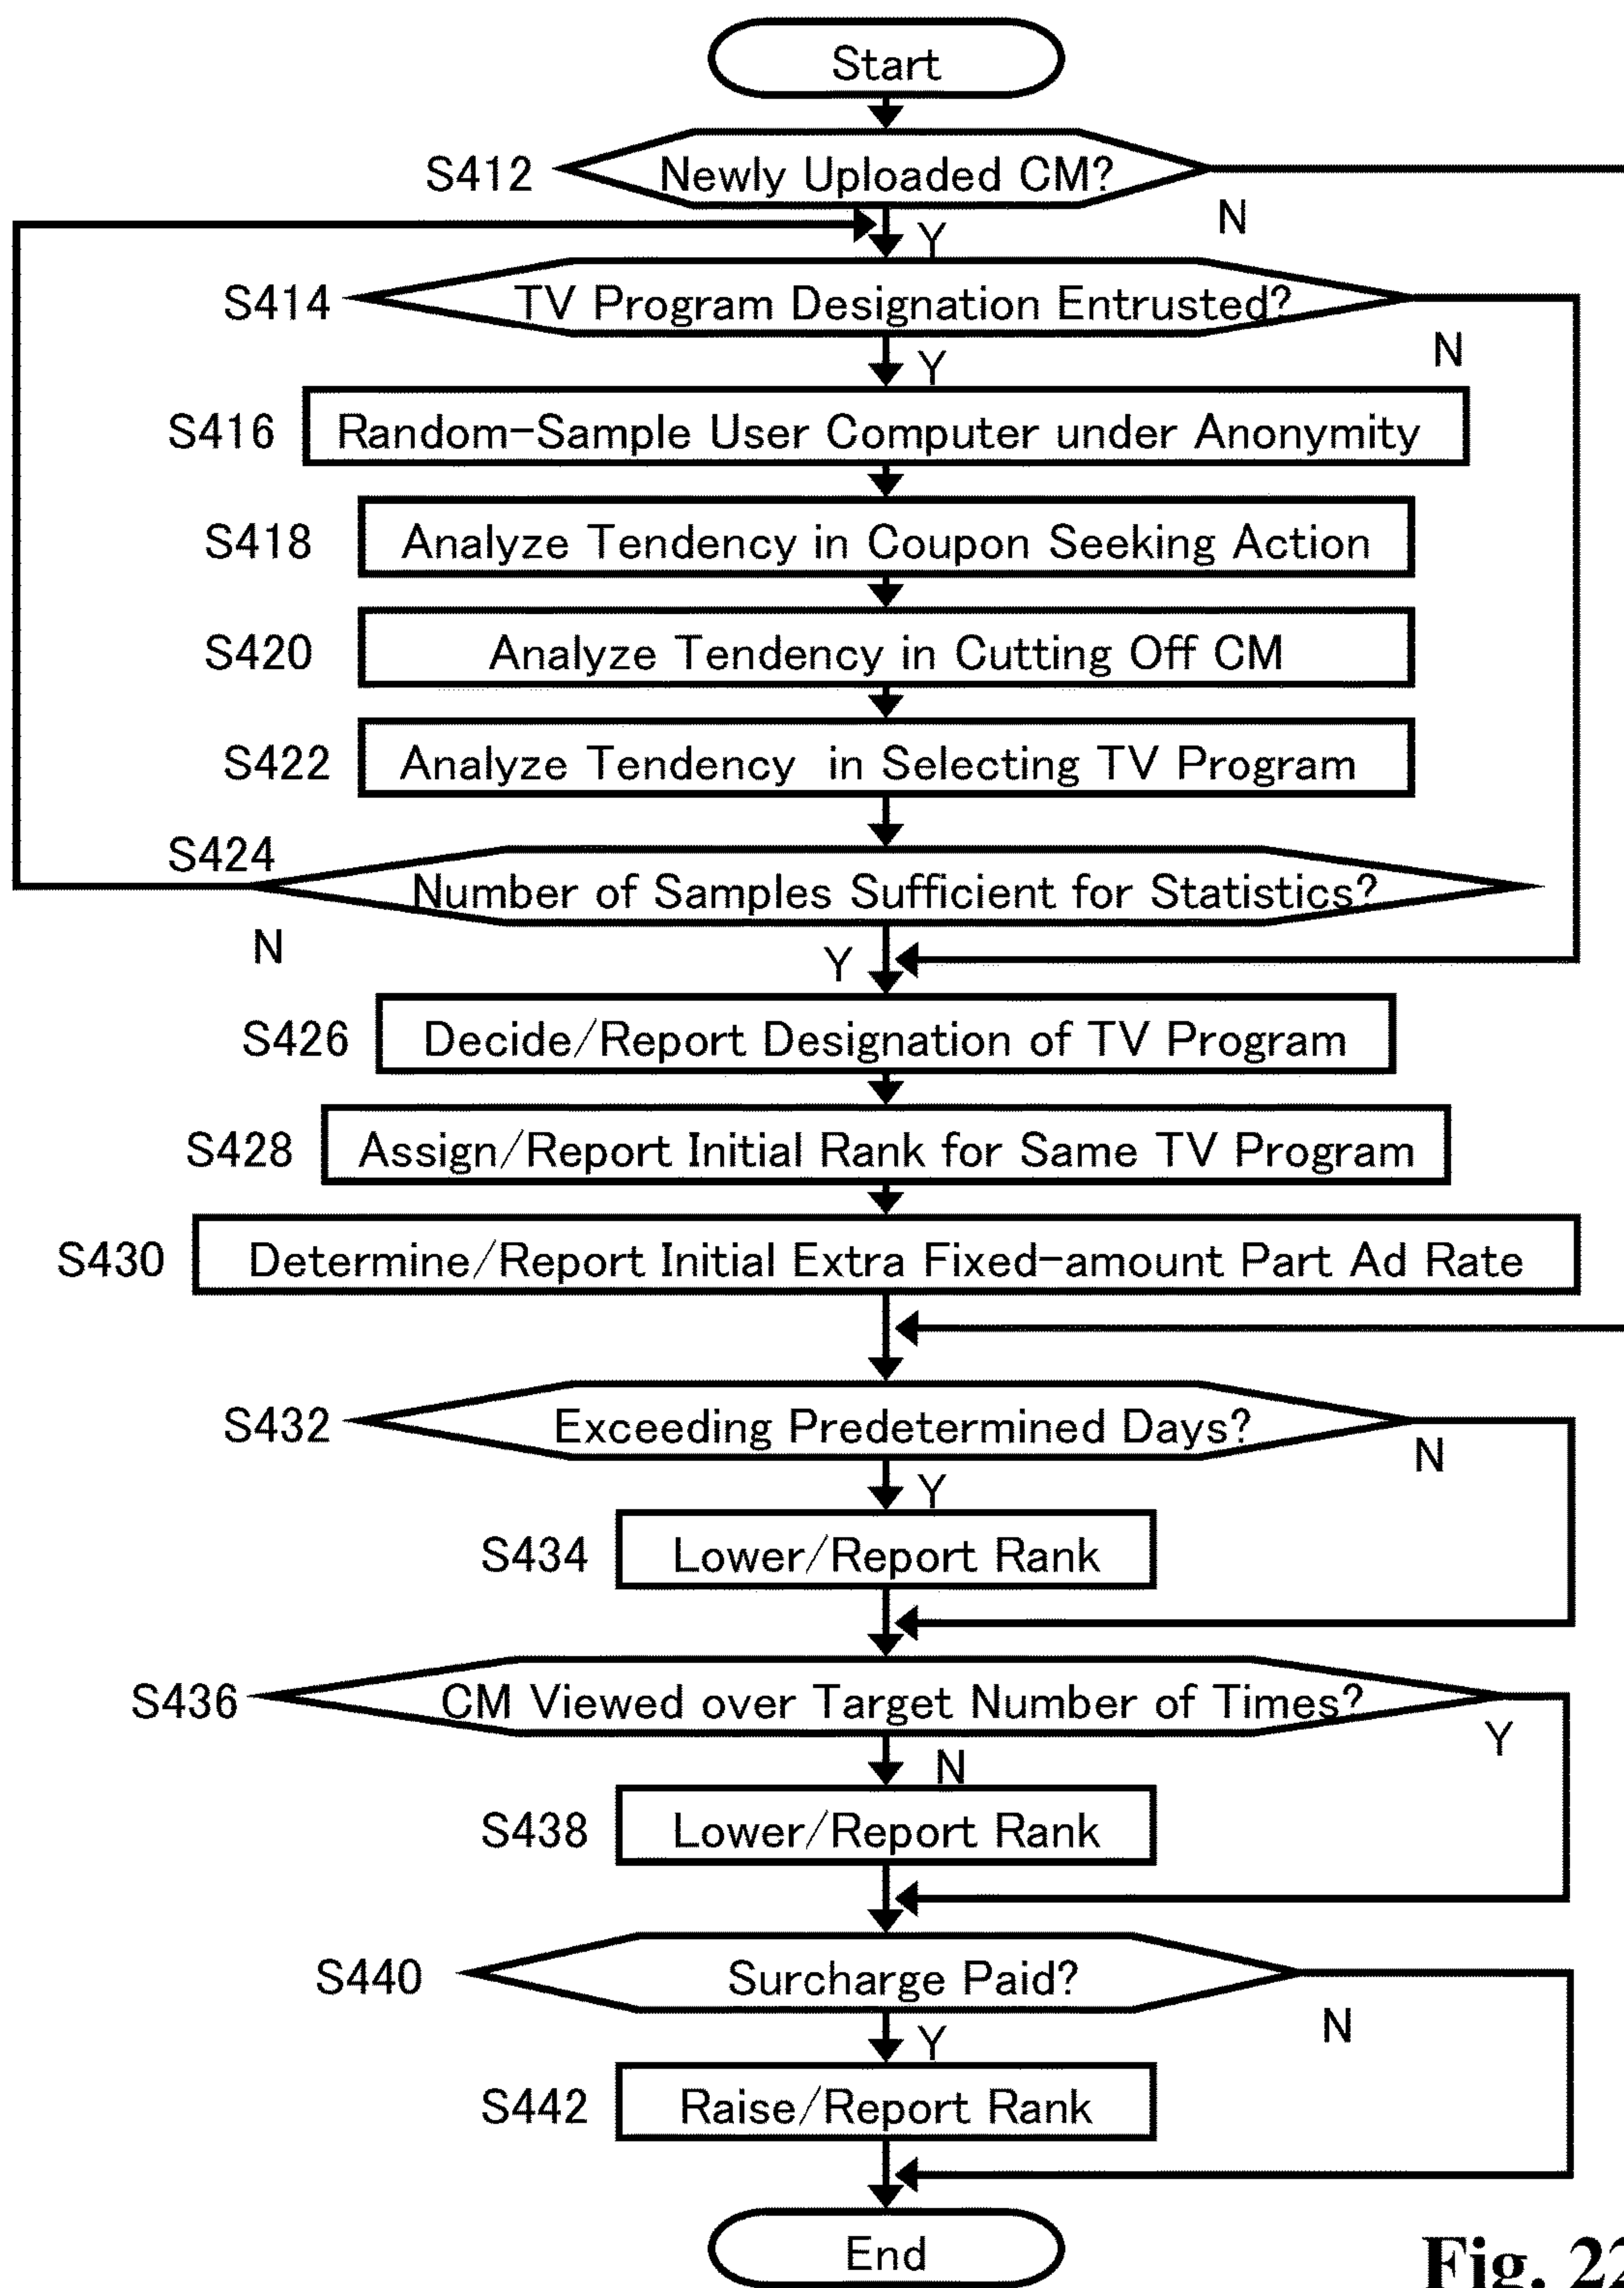 Start
S412
Newly Uploaded CM?
N
Y
S414
TV Program Designation Entrusted?
N
Y
S416
Random-Sample User Computer under Anonymity
S418
Analyze Tendency in Coupon Seeking Action
S420
Analyze Tendency in Cutting Off CM
S422
Analyze Tendency in Selecting TV Program
S424
Number of Samples Sufficient for Statistics?
N
Y
S426
Decide/Report Designation of TV Program
S428
Assign/Report Initial Rank for Same TV Program
S430
Determine/Report Initial Extra Fixed-amount Part Ad Rate
S432
Exceeding Predetermined Days?
N
Y
S434
Lower/Report Rank
S436
CM Viewed over Target Number of Times?
Y
N
S438
Lower/Report Rank
S440
Surcharge Paid?
N
Y
S442
Raise/Report Rank
End
Fig. 22